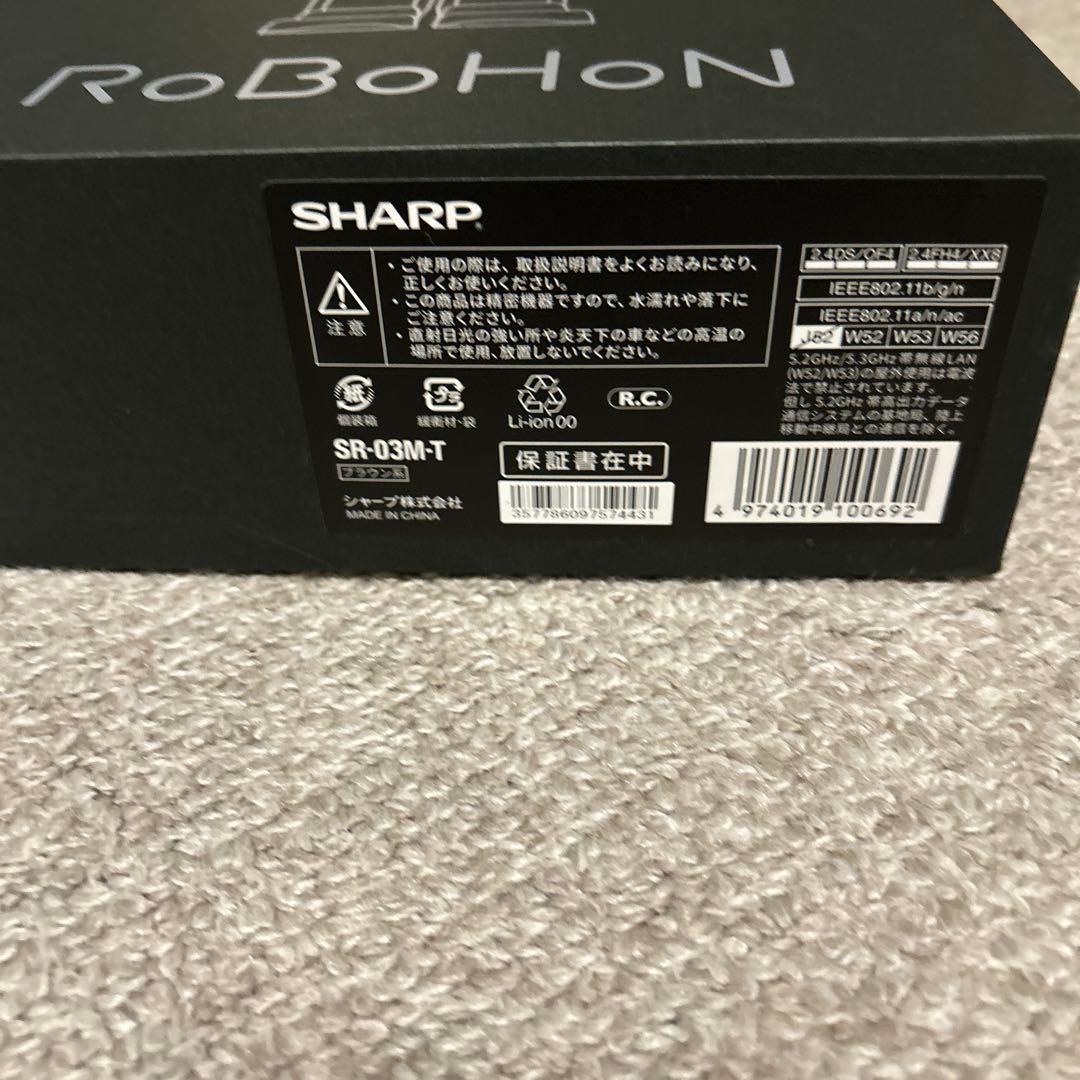 RoBoHoN
SHARP
注意
・ご使用の際は、取扱説明書をよくお読みになり、
正しくお使いください。
・この商品は精密機器ですので、水濡れや落下に
ご注意ください。
・直射日光の強い所や炎天下の車などの高温の
場所で使用、放置しないでください。
2.4DS/OF4 2.4FH4/XX8
IEEE802.11b/g/n
IEEE802.11a/n/ac
J52 W52 W53 W56
5.2GHz/5.3GHz帯無線LAN
(W52/W53)の屋外使用は電波
法で禁止されています。
但し5.2GHz帯高出力データ
通信システムの基地局、陸上
移動中継局との通信を除く。
紙
個装箱
プラ
緩衝材・袋
Li-ion 00
R.C.
SR-03M-T
ブラウン系
シャープ株式会社
MADE IN CHINA
保証書在中
357786097574431
4 974019 100692